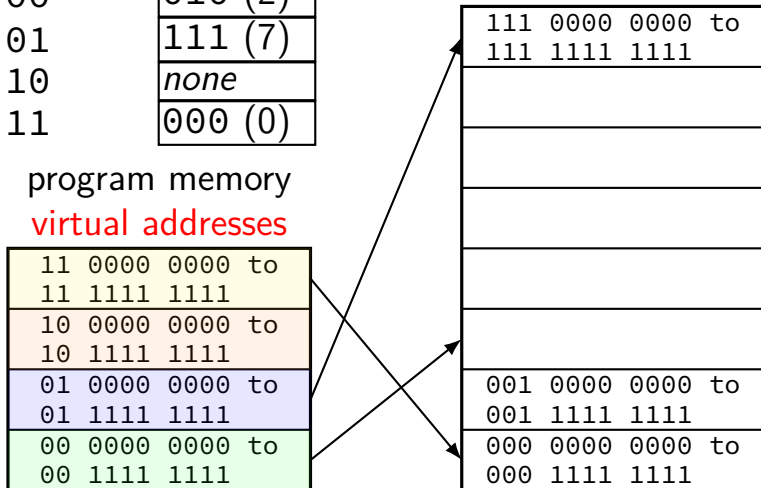 00 010 (2)
01 111 (7)
10 none
11 000 (0)
program memory
virtual addresses
11 0000 0000 to
11 1111 1111
10 0000 0000 to
10 1111 1111
01 0000 0000 to
01 1111 1111
00 0000 0000 to
00 1111 1111
111 0000 0000 to
111 1111 1111
001 0000 0000 to
001 1111 1111
000 0000 0000 to
000 1111 1111